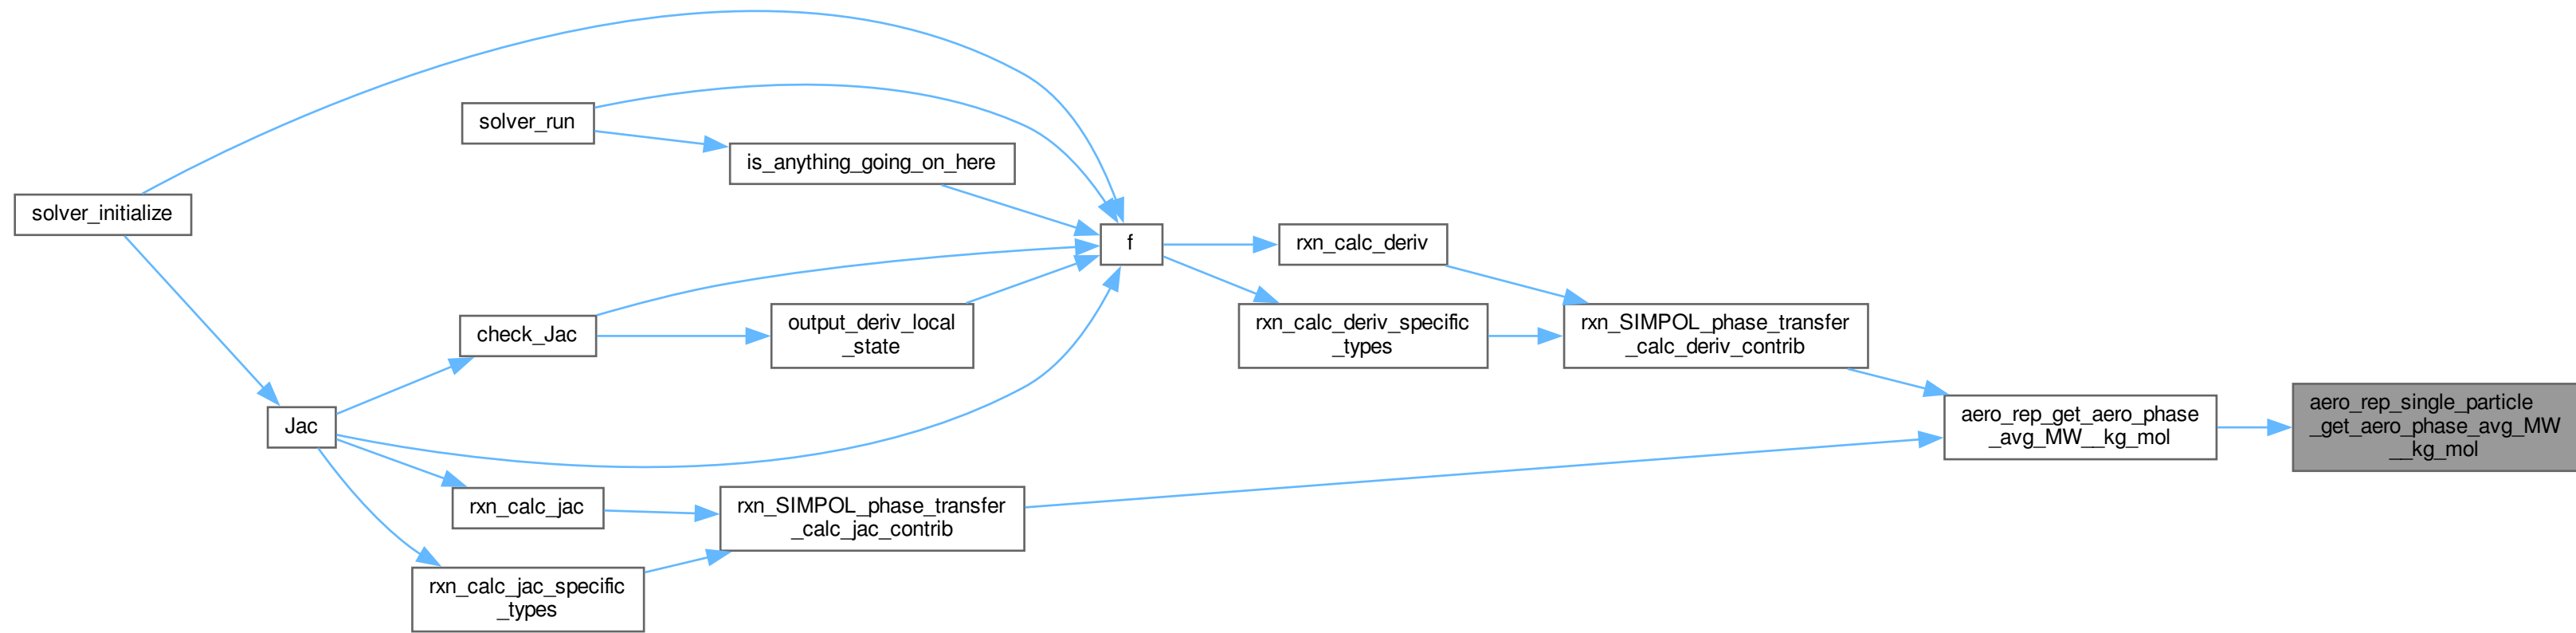 solver_run
is_anything_going_on_here
solver_initialize
f
rxn_calc_deriv
check_Jac
output_deriv_local
_state
rxn_calc_deriv_specific
_types
rxn_SIMPOL_phase_transfer
_calc_deriv_contrib
Jac
aero_rep_get_aero_phase
_avg_MW__kg_mol
aero_rep_single_particle
_get_aero_phase_avg_MW
__kg_mol
rxn_calc_jac
rxn_SIMPOL_phase_transfer
_calc_jac_contrib
rxn_calc_jac_specific
_types